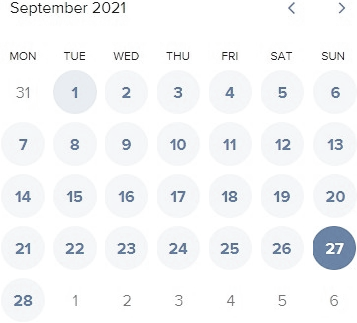 September 2021
MON TUE WED THU FRI SAT SUN
31 1 2 3 4 5 6
7 8 9 10 11 12 13
14 15 16 17 18 19 20
21 22 23 24 25 26 27
28 1 2 3 4 5 6